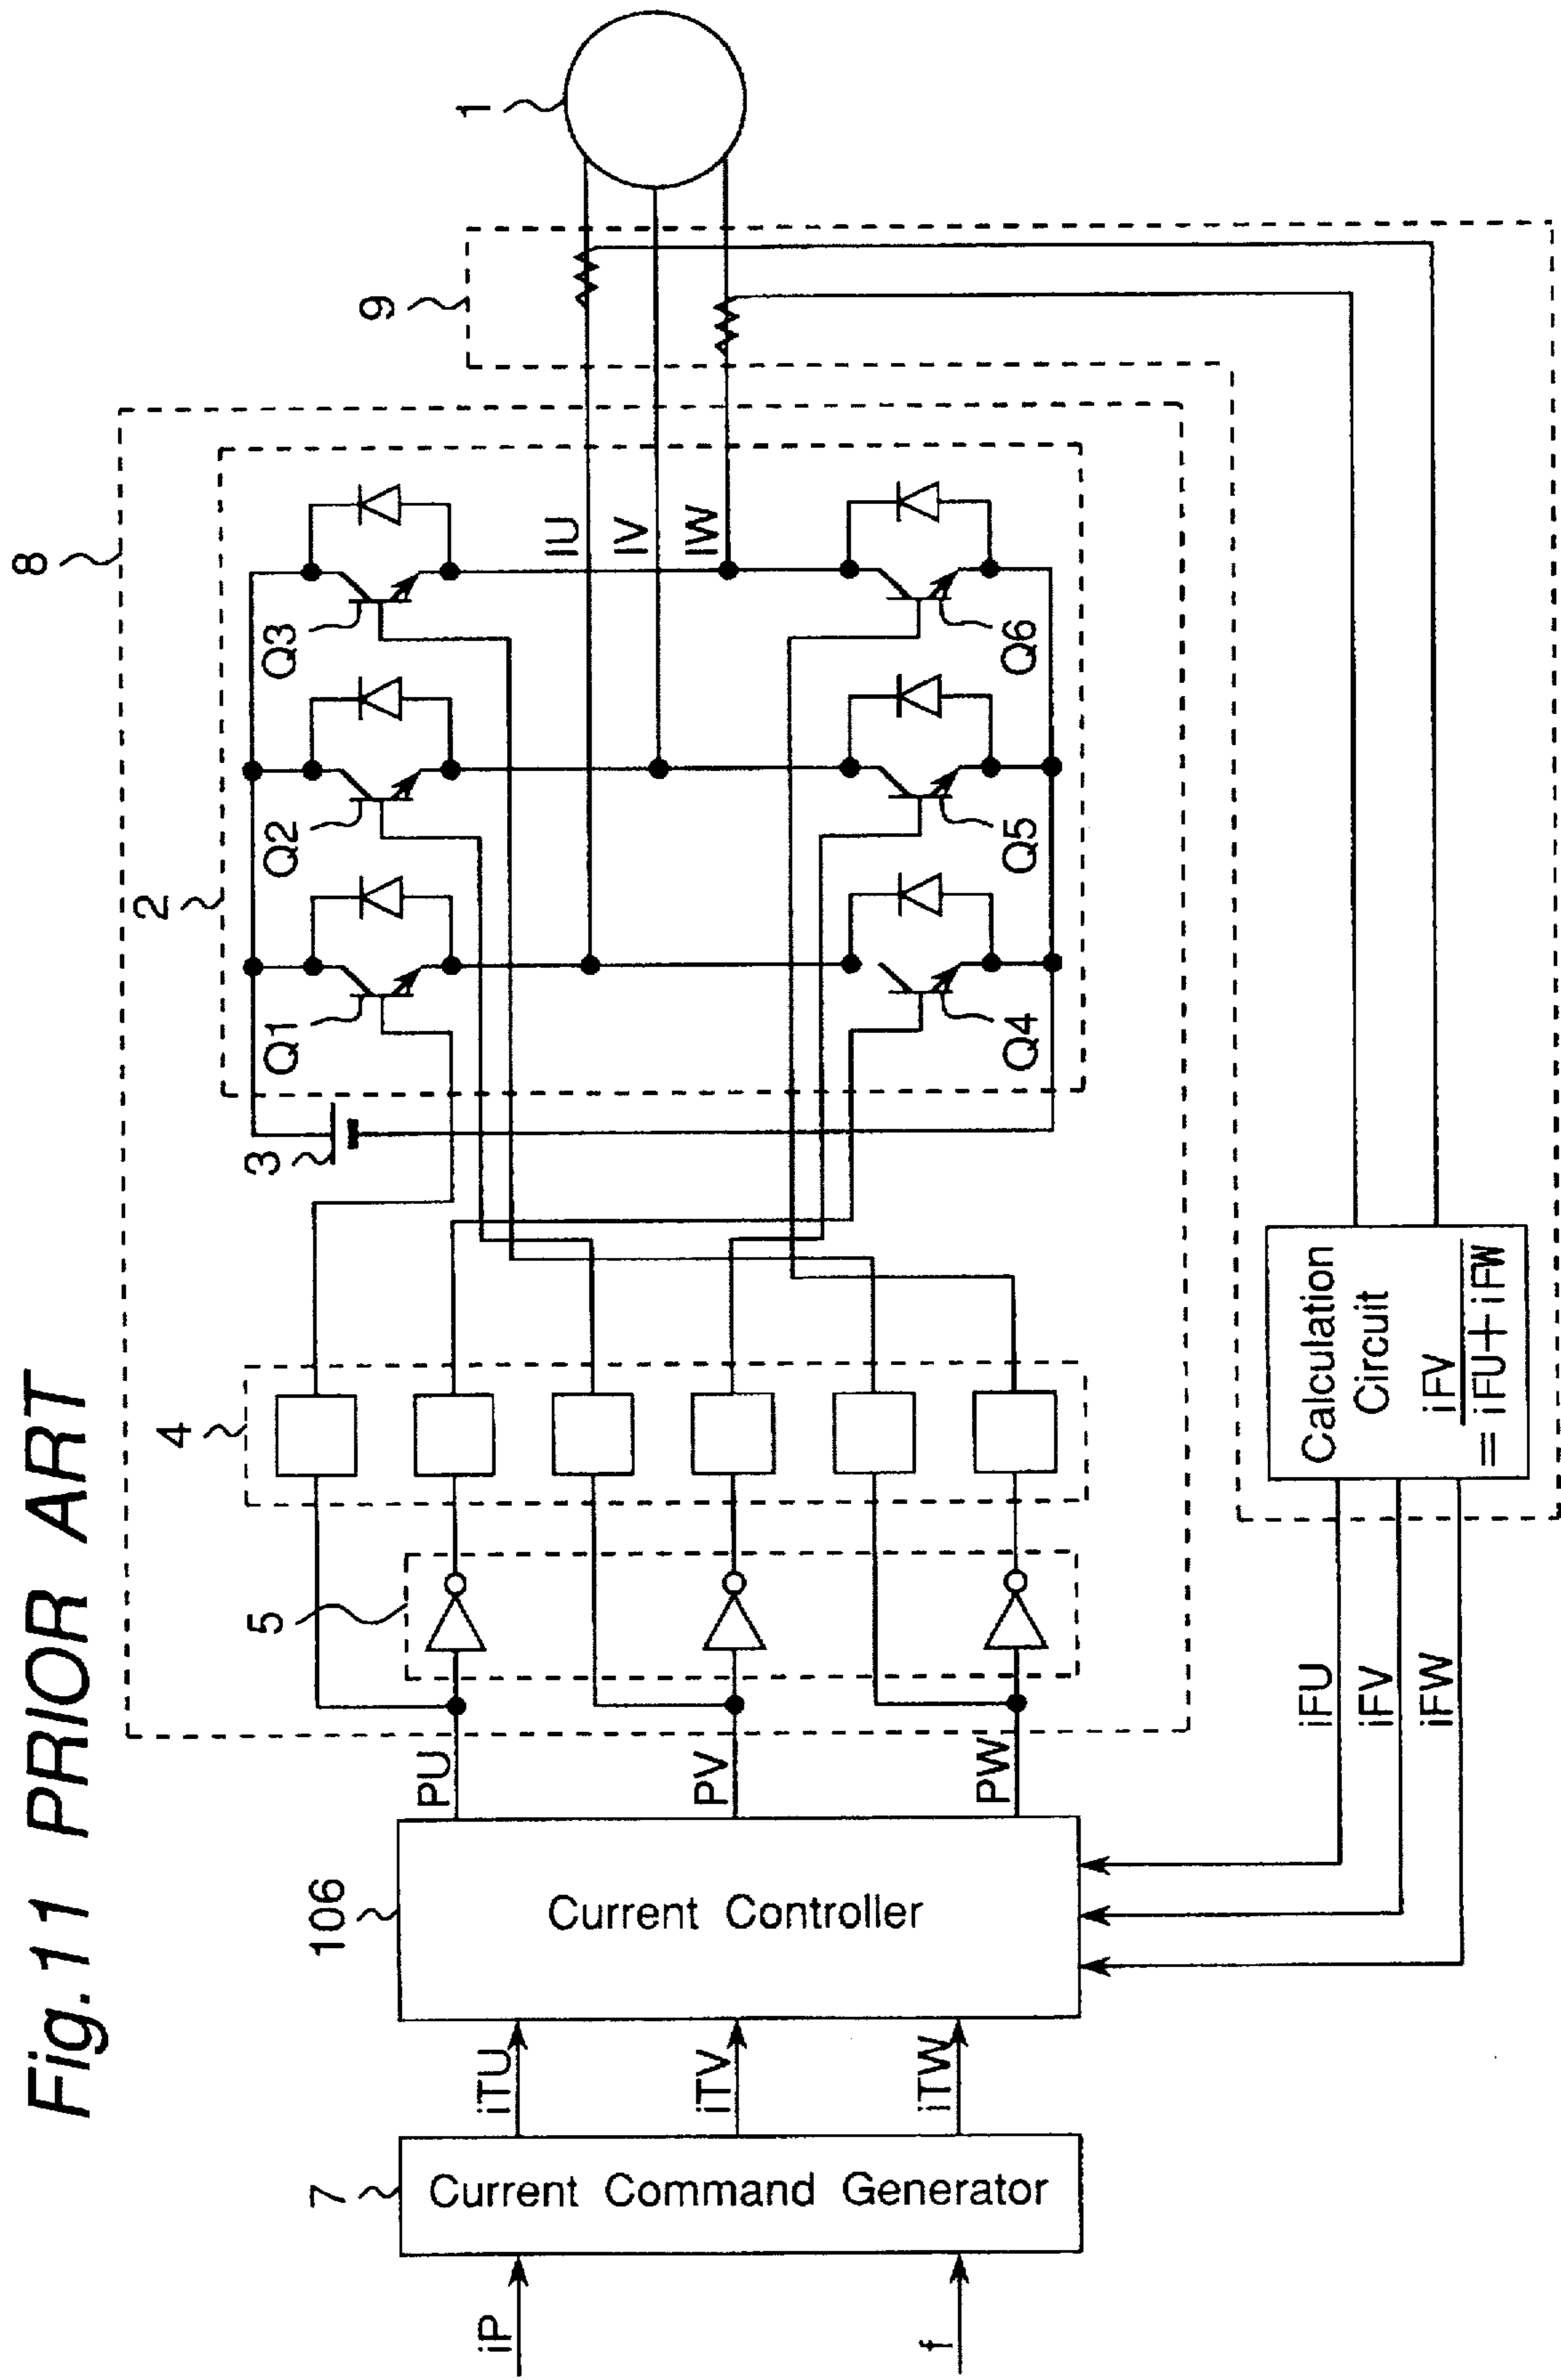 Fig.11 PRIOR ART
8
2
9
1
3
4
5
Q1
Q2
Q3
IU
IV
IW
Q4
Q5
Q6
106
PU
PV
PW
Current Controller
7
iTU
iTV
iTW
Current Command Generator
iP
f
iFU
iFV
iFW
Calculation
Circuit
iFV
= iFU+iFW